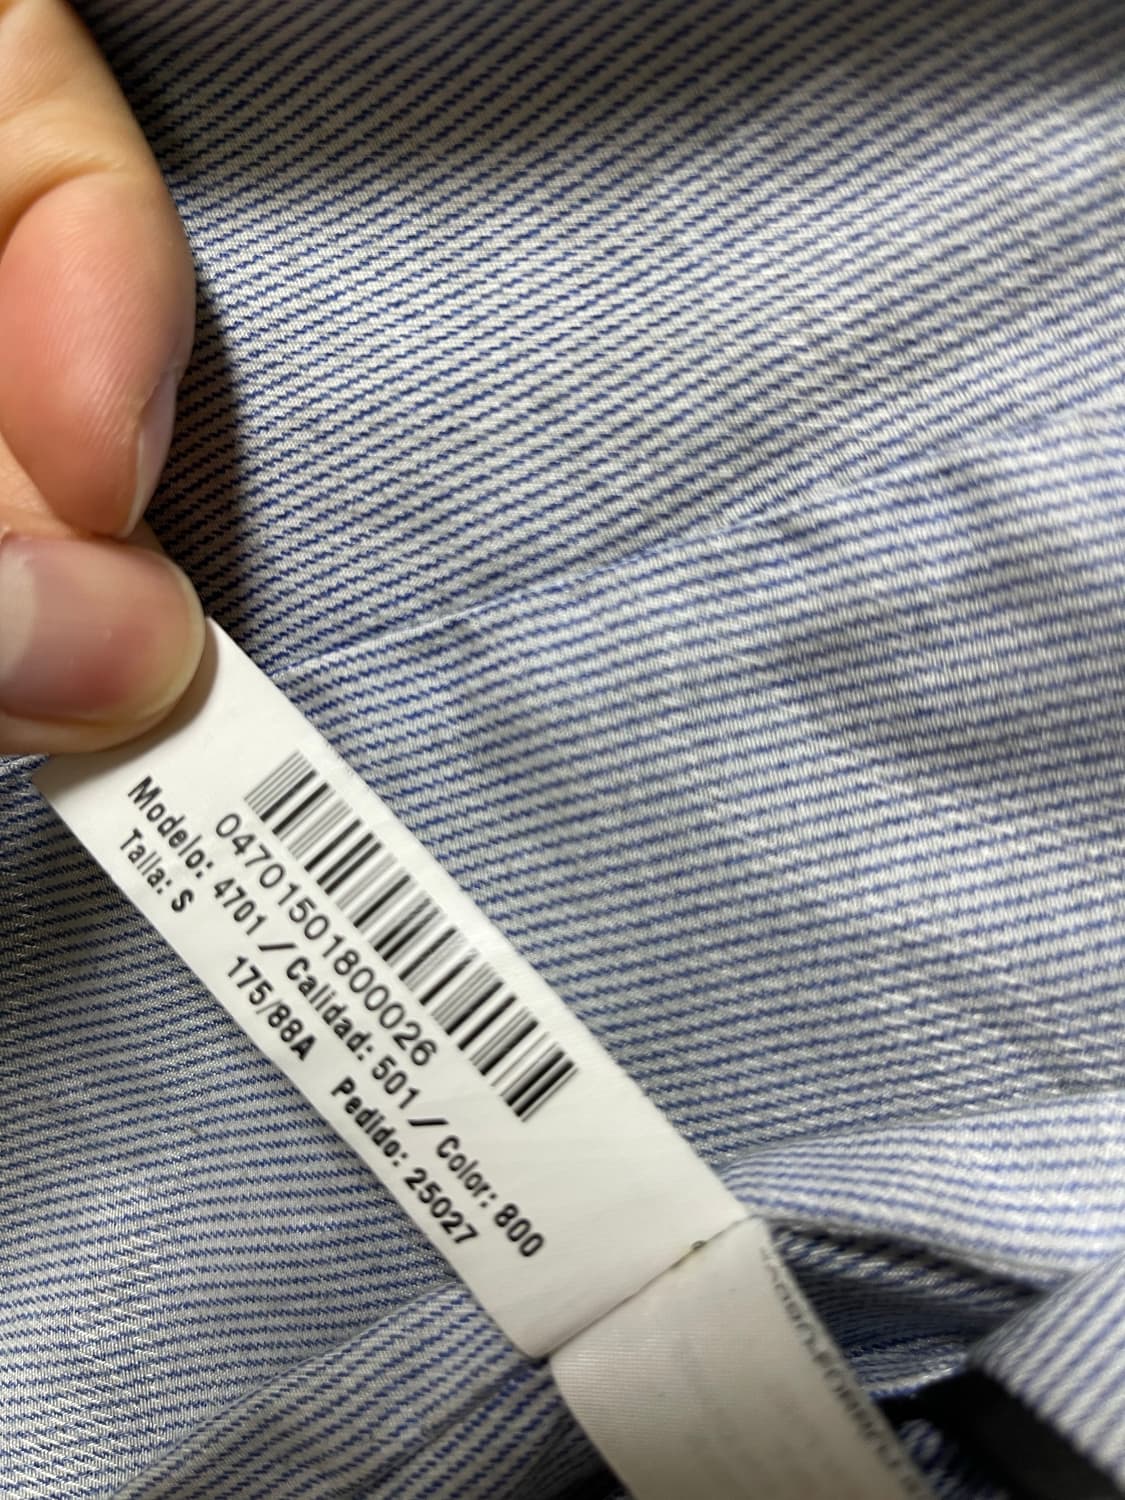 04701501800026
Modelo: 4701 / Calidad: 501 / Color: 800
Talla: S 175/88A Pedido: 25027